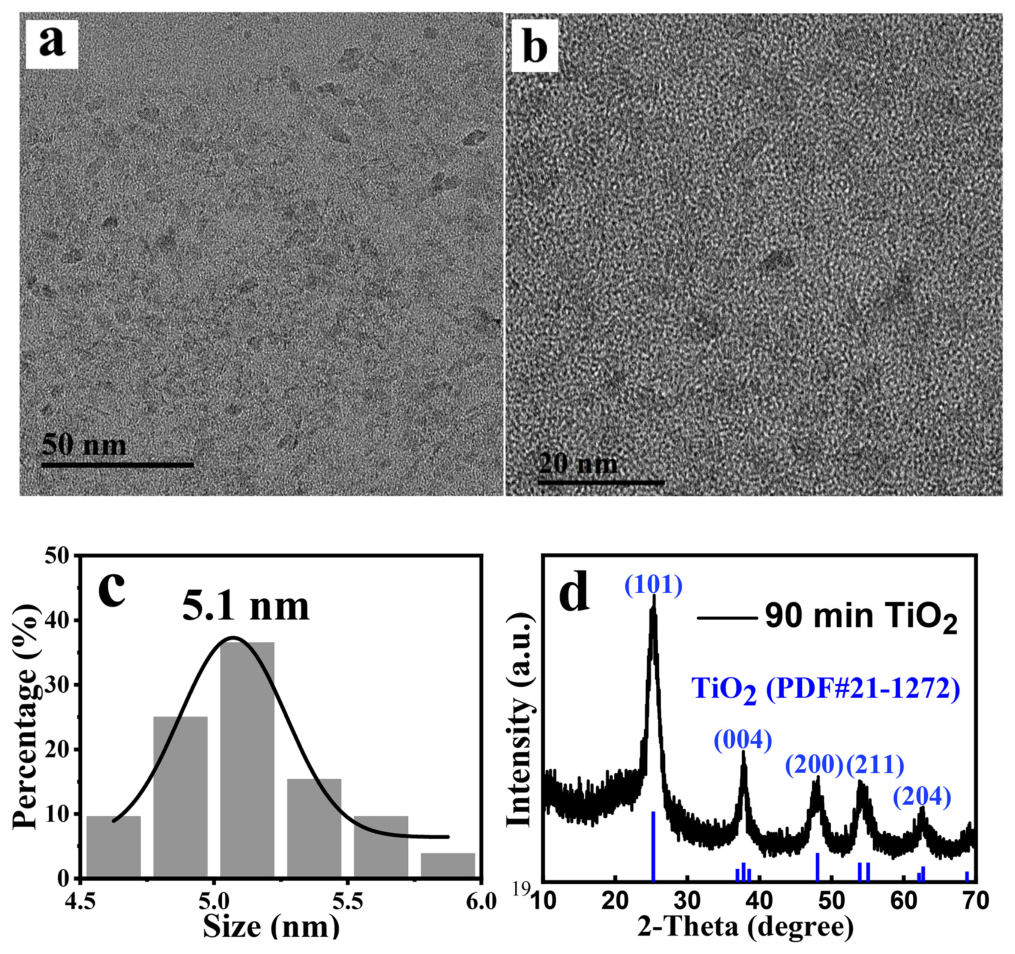 a
b
50 nm
20 nm
c
5.1 nm
50
40
30
20
10
0
Percentage (%)
4.5
5.0
5.5
6.0
Size (nm)
d
(101)
90 min TiO₂
TiO₂ (PDF#21-1272)
(004)
(200)
(211)
(204)
Intensity (a.u.)
19
10
20
30
40
50
60
70
2-Theta (degree)